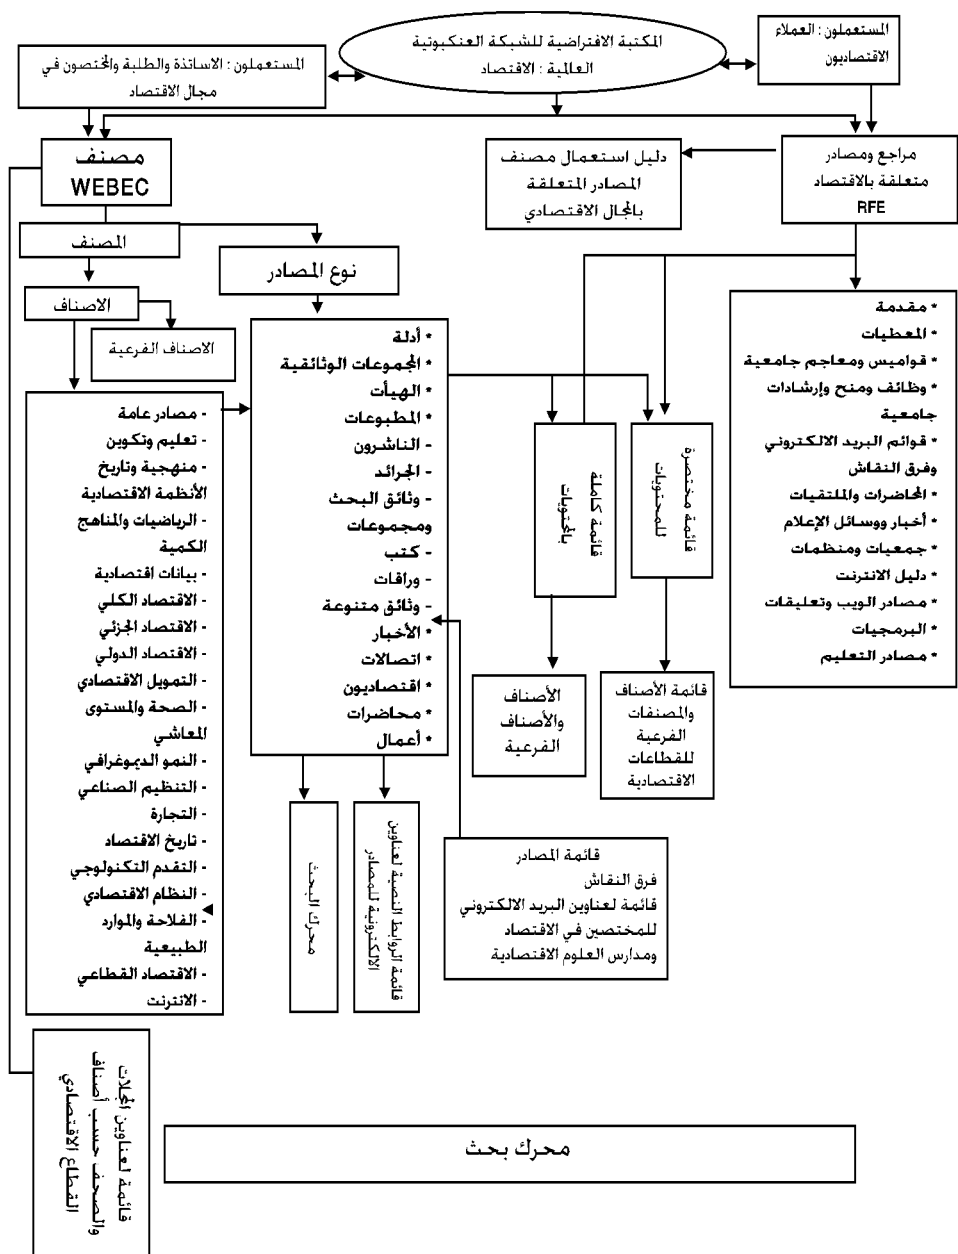 المكتبة الافتراضية للشبكة العنكبوتية
العالمية : الاقتصاد
المستعملون : العملاء
الاقتصاديون
المستعملون : الاساتذة والطلبة والمختصون في
مجال الاقتصاد
مراجع ومصادر
متعلقة بالاقتصاد
RFE
دليل استعمال مصنف
المصادر المتعلقة
بالمجال الاقتصادي
مصنف
WEBEC
المصنف
نوع المصادر
الاصناف
الاصناف الفرعية
* مقدمة
* المعطيات
* قواميس ومعاجم جامعية
* وظائف ومنح وإرشادات
جامعية
* قوائم البريد الالكتروني
وفرق النقاش
* المحاضرات والملتقيات
* أخبار ووسائل الإعلام
* جمعيات ومنظمات
* دليل الانترنت
* مصادر الويب وتعليقات
* البرمجيات
* مصادر التعليم
قائمة مختصرة
للمحتويات
قائمة كاملة
بالمحتويات
* أدلة
* المجموعات الوثائقية
* الهيأت
* المطبوعات
- الناشرون
- الجرائد
- وثائق البحث
ومجموعات
- كتب
- وراقات
- وثائق متنوعة
* الأخبار
* اتصالات
* اقتصاديون
* محاضرات
* أعمال
- مصادر عامة
- تعليم وتكوين
- منهجية وتاريخ
الأنظمة الاقتصادية
- الرياضيات والمناهج
الكمية
- بيانات اقتصادية
- الاقتصاد الكلي
- الاقتصاد الجزئي
- الاقتصاد الدولي
- التمويل الاقتصادي
- الصحة والمستوى
المعاشي
- النمو الديموغرافي
- التنظيم الصناعي
- التجارة
- تاريخ الاقتصاد
- التقدم التكنولوجي
- النظام الاقتصادي
- الفلاحة والموارد
الطبيعية
- الاقتصاد القطاعي
- الانترنت
قائمة الأصناف
والمصنفات
الفرعية
للقطاعات
الاقتصادية
الأصناف
والأصناف
الفرعية
قائمة المصادر
فرق النقاش
قائمة لعناوين البريد الالكتروني
للمختصين في الاقتصاد
ومدارس العلوم الاقتصادية
قائمة الروابط النصية لعناوين
الالكترونية للمصادر
محرك البحث
قائمة لعناوين المجلات
والصحف حسب أصناف
القطاع الاقتصادي
محرك بحث